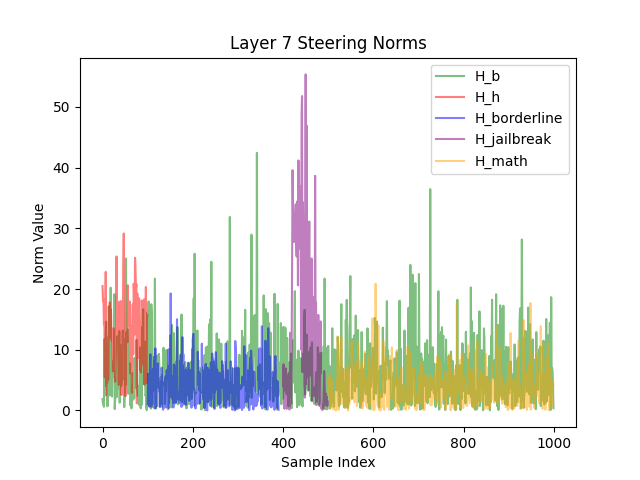 Layer 7 Steering Norms
H_b
H_h
H_borderline
H_jailbreak
H_math
50
40
30
20
10
0
Norm Value
0
200
400
600
800
1000
Sample Index